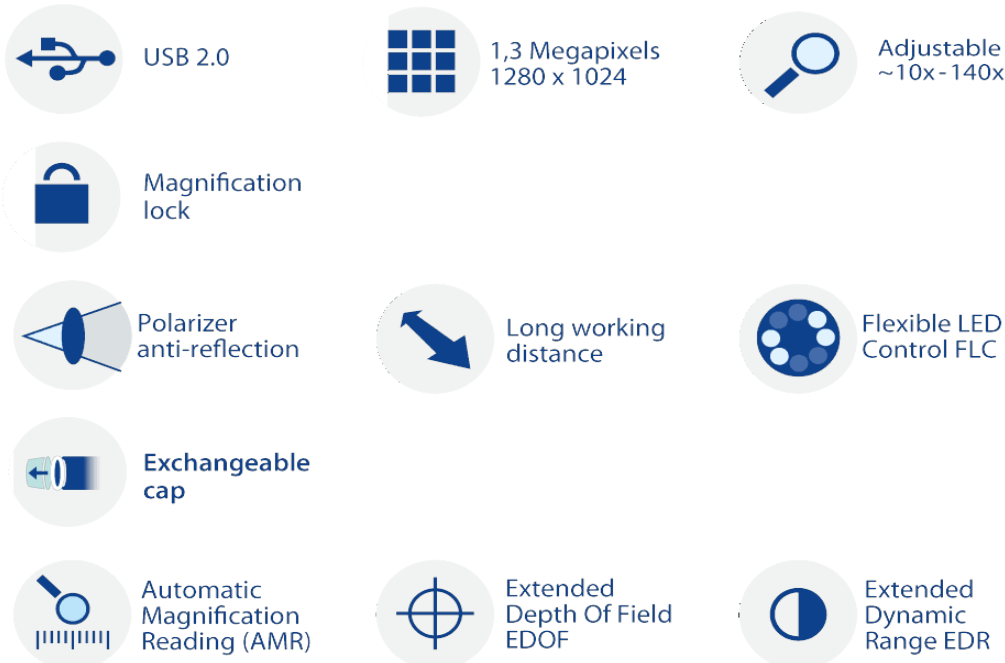 USB 2.0
1,3 Megapixels
1280 x 1024
Adjustable
~10x-140x
Magnification
lock
Polarizer
anti-reflection
Long working
distance
Flexible LED
Control FLC
Exchangeable
cap
Automatic
Magnification
Reading (AMR)
Extended
Depth Of Field
EDOF
Extended
Dynamic
Range EDR